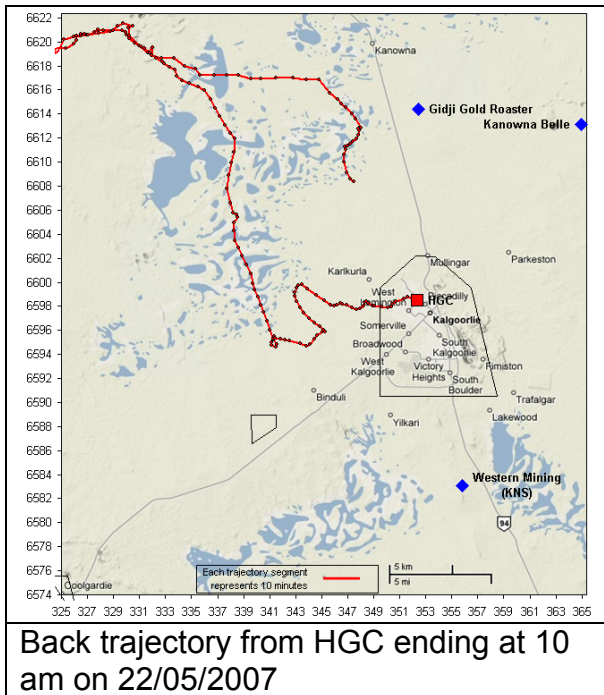 6622
6620
6618
6616
6614
6612
6610
6608
6606
6604
6602
6600
6598
6596
6594
6592
6590
6588
6586
6584
6582
6580
6578
6576
6574
Kanowna
Gidji Gold Roaster
Kanowna Belle
Mullingar
Parkeston
Karlkurla
West
Lamington
Piccadilly
HGC
Kalgoorlie
Somerville
Broadwood
South
Kalgoorlie
West
Kalgoorlie
Victory
Heights
Fimiston
South
Boulder
Binduli
Trafalgar
Yilkari
Lakewood
Western Mining
(KNS)
94
Coolgardie
Each trajectory segment
represents 10 minutes
5 km
5 mi
325 327 329 331 333 335 337 339 341 343 345 347 349 351 353 355 357 359 361 363 365
Back trajectory from HGC ending at 10
am on 22/05/2007